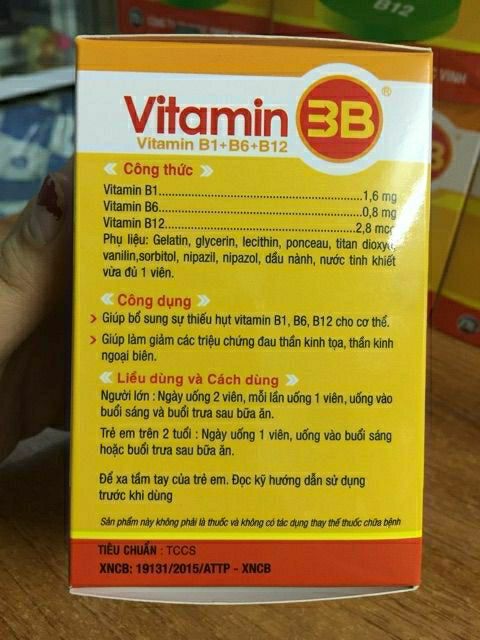 B12
VINH
Vitamin 3B®
Vitamin B1+B6+B12
Công thức
Vitamin B1....................................................1,6 mg
Vitamin B6....................................................0,8 mg
Vitamin B12..................................................2,8 mcg
Phụ liệu: Gelatin, glycerin, lecithin, ponceau, titan dioxyd,
vanilin,sorbitol, nipazil, nipazol, dầu nành, nước tinh khiết
vừa đủ 1 viên.
Công dụng
Giúp bổ sung sự thiếu hụt vitamin B1, B6, B12 cho cơ thể.
Giúp làm giảm các triệu chứng đau thần kinh tọa, thần kinh
ngoại biên.
Liều dùng và Cách dùng
Người lớn : Ngày uống 2 viên, mỗi lần uống 1 viên, uống vào
buổi sáng và buổi trưa sau bữa ăn.
Trẻ em trên 2 tuổi : Ngày uống 1 viên, uống vào buổi sáng
hoặc buổi trưa sau bữa ăn.
Để xa tầm tay của trẻ em. Đọc kỹ hướng dẫn sử dụng
trước khi dùng
Sản phẩm này không phải là thuốc và không có tác dụng thay thế thuốc chữa bệnh
TIÊU CHUẨN : TCCS
XNCB: 19131/2015/ATTP - XNCB